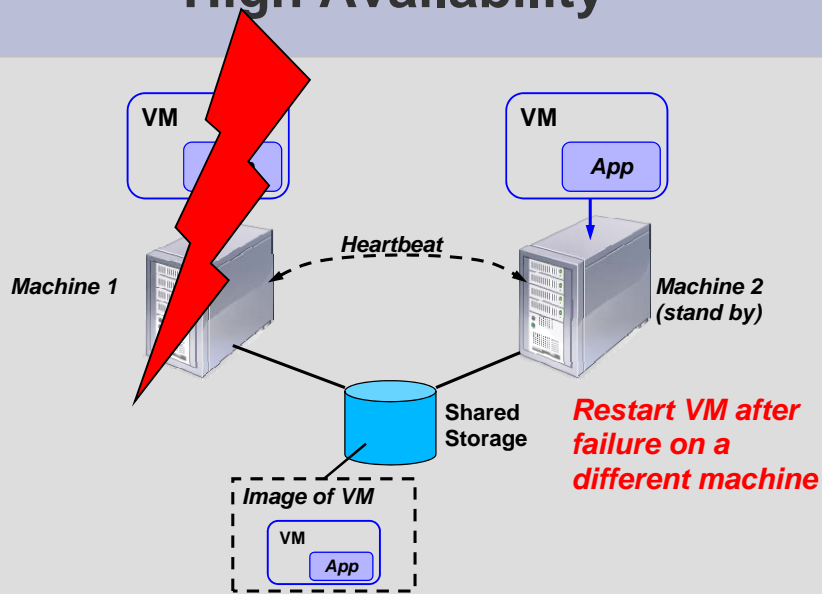 High Availability
VM
VM
App
Heartbeat
Machine 1
Machine 2
(stand by)
Shared
Storage
Restart VM after
failure on a
different machine
Image of VM
VM
App